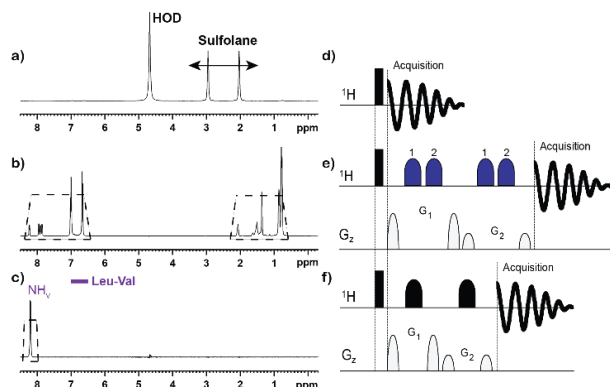 a)
HOD
Sulfolane
8 7 6 5 4 3 2 1 ppm
b)
8 7 6 5 4 3 2 1 ppm
c)
NHᵥ
Leu-Val
8 7 6 5 4 3 2 1 ppm
d)
Acquisition
¹H
e)
Acquisition
1 2 1 2
¹H
G₁
G₂
G_z
f)
Acquisition
¹H
G₁
G₂
G_z